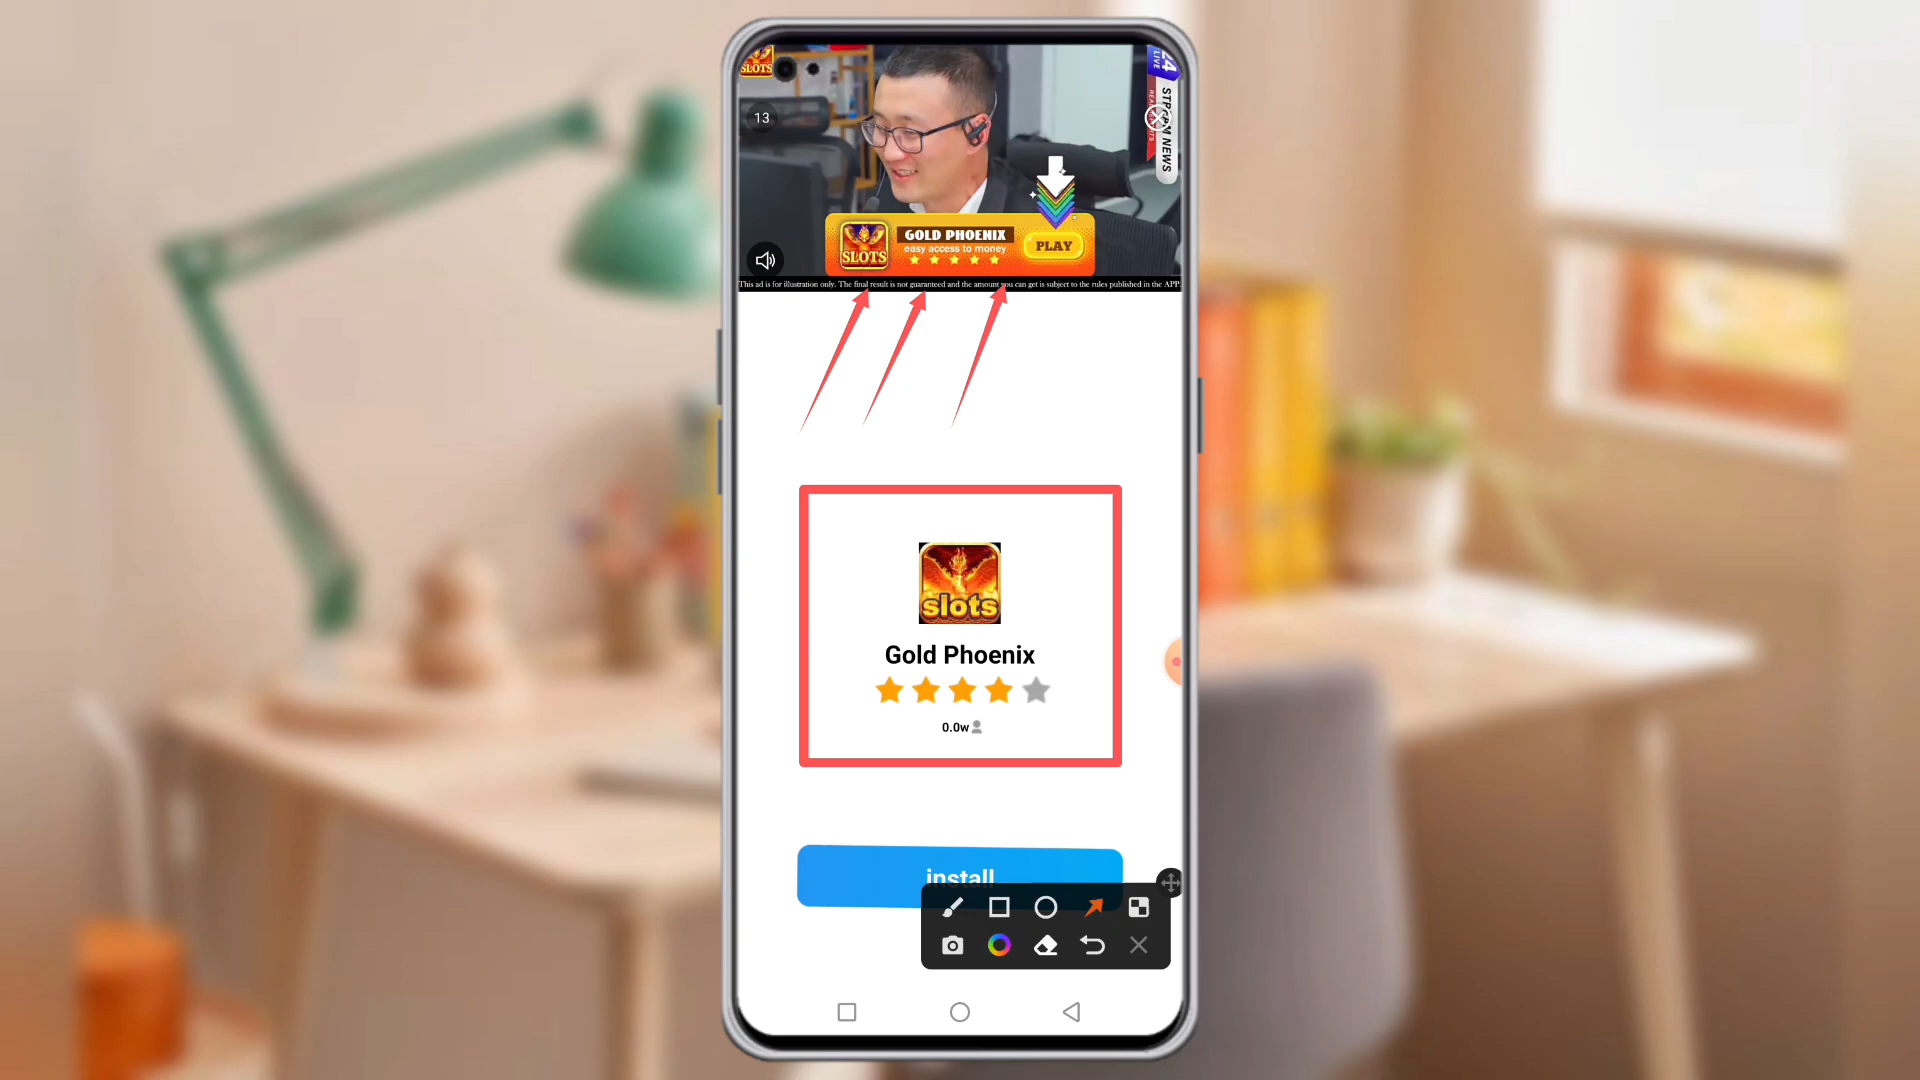 SLOTS
24
LIVE
NEWS
13
GOLD PHOENIX
easy access to money
SLOTS
PLAY
This ad is for illustration only. The final result is not guaranteed and the amount you can get is subject to the rules published in the APP.
slots
Gold Phoenix
0.0w
install